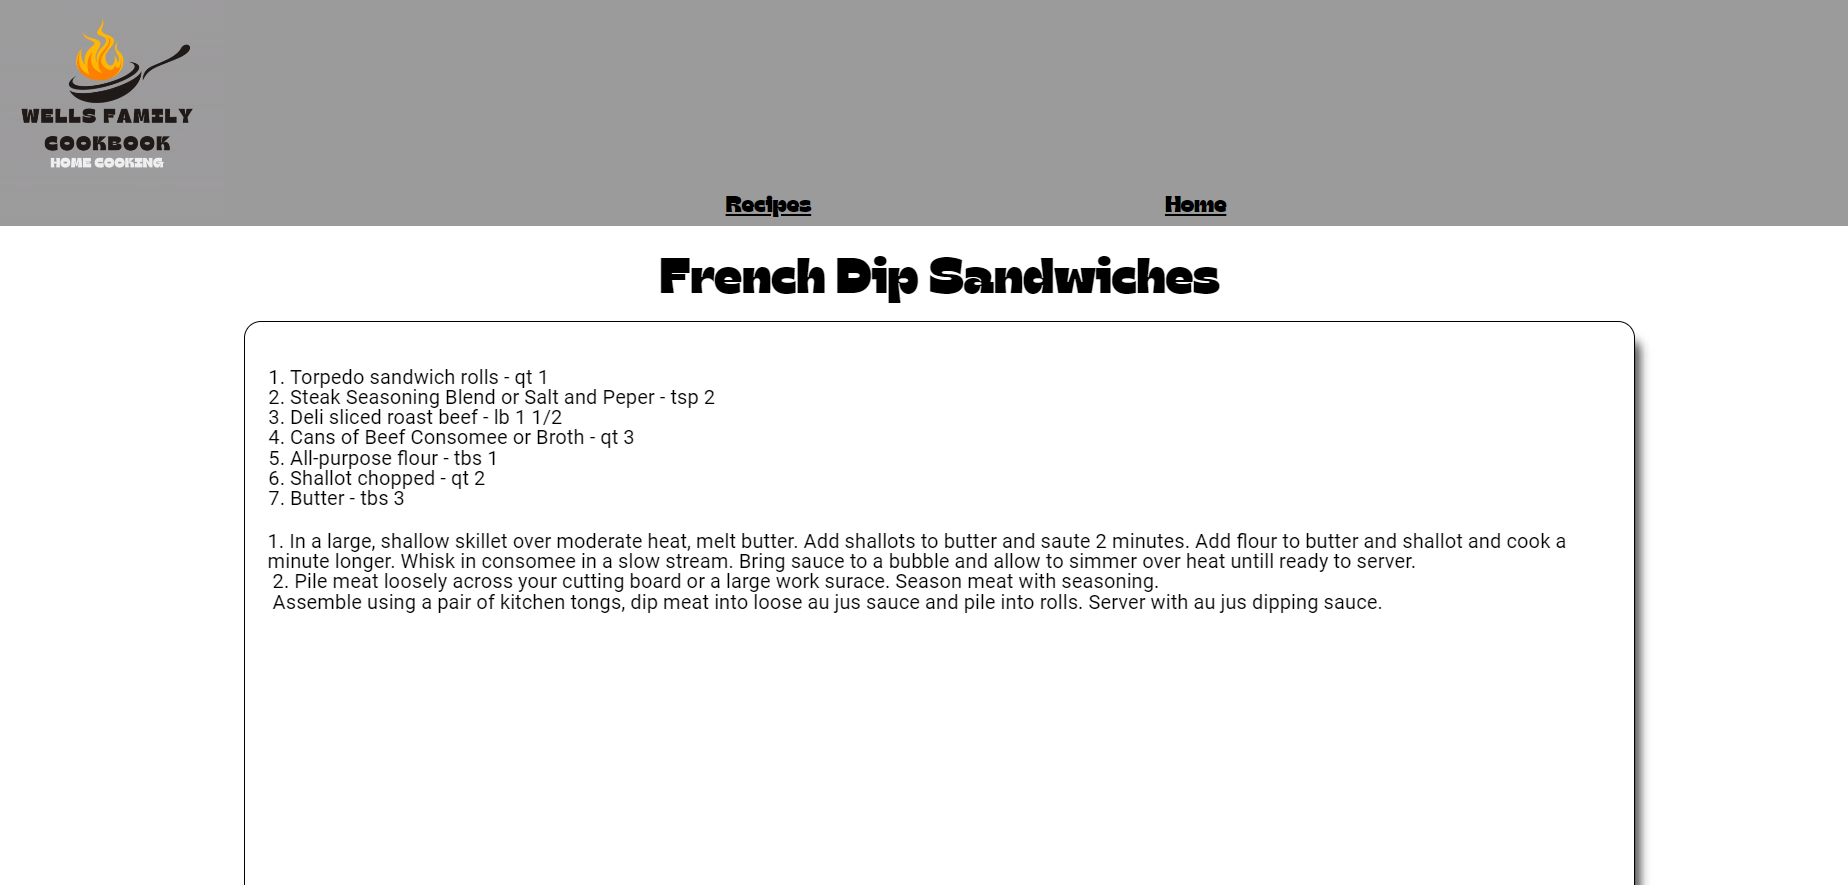 WELLS FAMILY
COOKBOOK
HOME COOKING
Recipes
Home
French Dip Sandwiches
1. Torpedo sandwich rolls - qt 1
2. Steak Seasoning Blend or Salt and Peper - tsp 2
3. Deli sliced roast beef - lb 1 1/2
4. Cans of Beef Consomee or Broth - qt 3
5. All-purpose flour - tbs 1
6. Shallot chopped - qt 2
7. Butter - tbs 3
1. In a large, shallow skillet over moderate heat, melt butter. Add shallots to butter and saute 2 minutes. Add flour to butter and shallot and cook a
minute longer. Whisk in consomee in a slow stream. Bring sauce to a bubble and allow to simmer over heat untill ready to server.
2. Pile meat loosely across your cutting board or a large work surace. Season meat with seasoning.
Assemble using a pair of kitchen tongs, dip meat into loose au jus sauce and pile into rolls. Server with au jus dipping sauce.